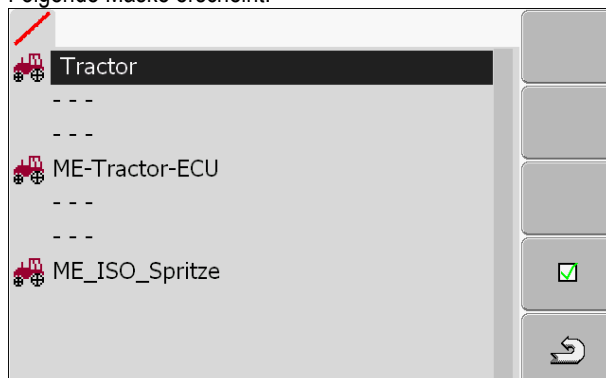 Folgende Maske erscheint:
Tractor
- - -
- - -
ME-Tractor-ECU
- - -
- - -
ME_ISO_Spritze